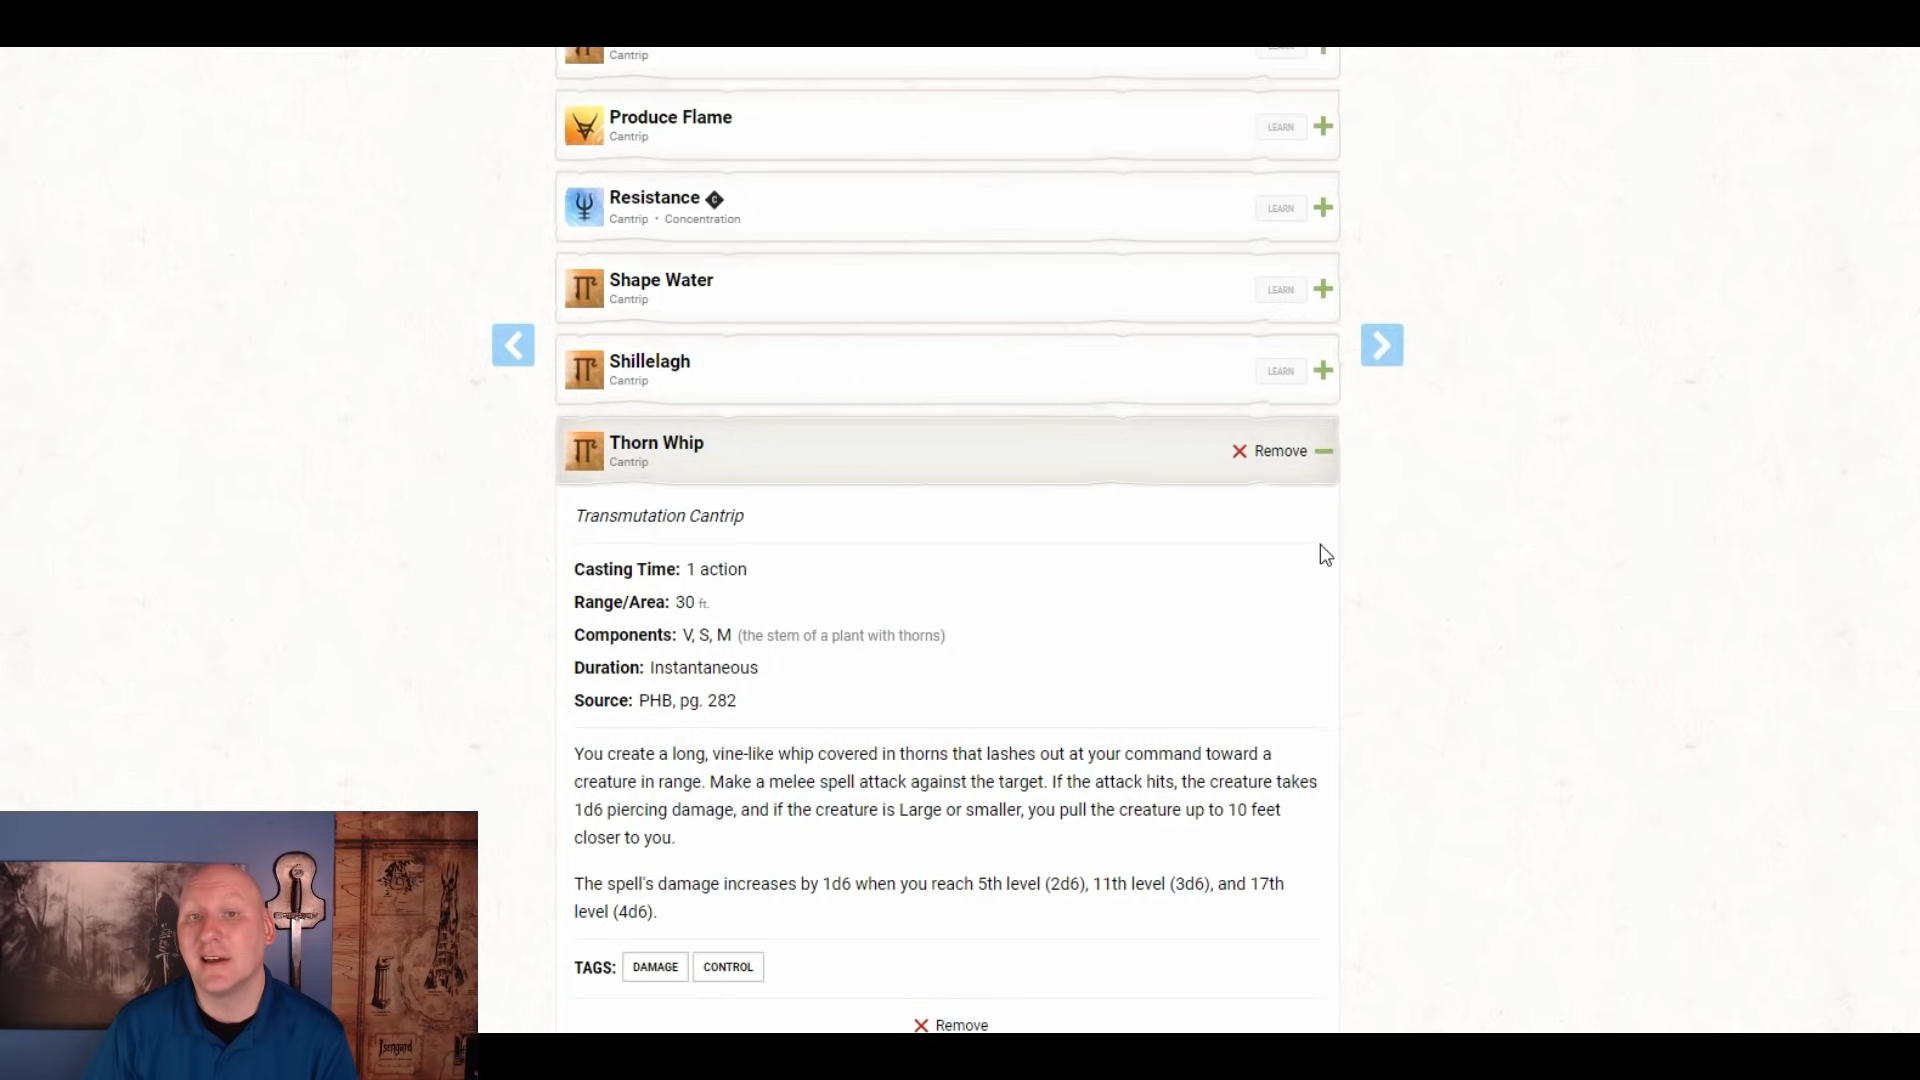 Cantrip
Produce Flame
Cantrip
LEARN
Resistance
Cantrip • Concentration
LEARN
Shape Water
Cantrip
LEARN
Shillelagh
Cantrip
LEARN
Thorn Whip
Cantrip
Remove
Transmutation Cantrip
Casting Time: 1 action
Range/Area: 30 ft.
Components: V, S, M (the stem of a plant with thorns)
Duration: Instantaneous
Source: PHB, pg. 282
You create a long, vine-like whip covered in thorns that lashes out at your command toward a
creature in range. Make a melee spell attack against the target. If the attack hits, the creature takes
1d6 piercing damage, and if the creature is Large or smaller, you pull the creature up to 10 feet
closer to you.
The spell's damage increases by 1d6 when you reach 5th level (2d6), 11th level (3d6), and 17th
level (4d6).
TAGS: DAMAGE CONTROL
Remove
Isengard